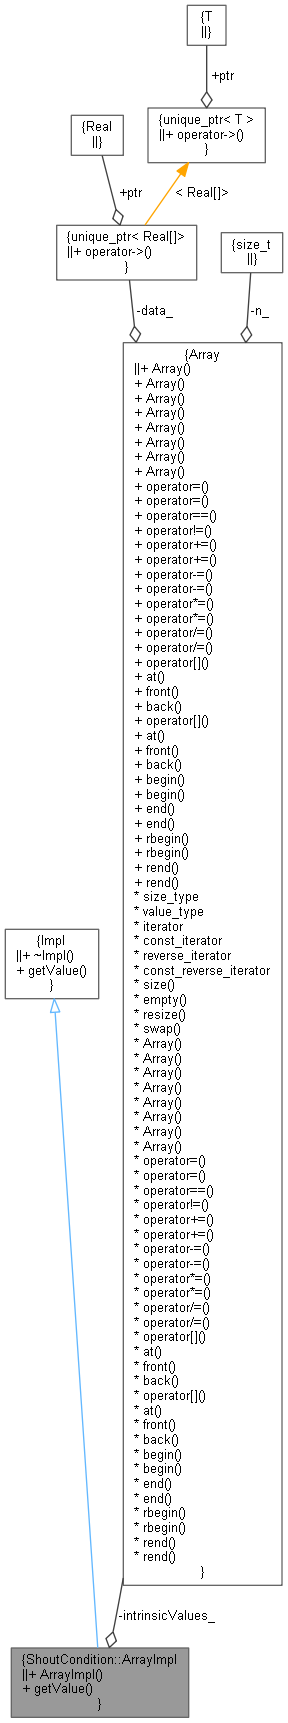 {T
||}
+ptr
{unique_ptr< T >
||+ operator->()
}
{Real
||}
+ptr
< Real[]>
{unique_ptr< Real[]>
||+ operator->()
}
{size_t
||}
-data_
-n_
{Array
||+ Array()
+ Array()
+ Array()
+ Array()
+ Array()
+ Array()
+ Array()
+ Array()
+ operator=()
+ operator=()
+ operator==()
+ operator!=()
+ operator+=()
+ operator+=()
+ operator-=()
+ operator-=()
+ operator*=()
+ operator*=()
+ operator/=()
+ operator/=()
+ operator[]()
+ at()
+ front()
+ back()
+ operator[]()
+ at()
+ front()
+ back()
+ begin()
+ begin()
+ end()
+ end()
+ rbegin()
+ rbegin()
+ rend()
+ rend()
* size_type
* value_type
* iterator
* const_iterator
* reverse_iterator
* const_reverse_iterator
* size()
* empty()
* resize()
* swap()
* Array()
* Array()
* Array()
* Array()
* Array()
* Array()
* Array()
* Array()
* operator=()
* operator=()
* operator==()
* operator!=()
* operator+=()
* operator+=()
* operator-=()
* operator-=()
* operator*=()
* operator*=()
* operator/=()
* operator/=()
* operator[]()
* at()
* front()
* back()
* operator[]()
* at()
* front()
* back()
* begin()
* begin()
* end()
* end()
* rbegin()
* rbegin()
* rend()
* rend()
}
{Impl
||+ ~Impl()
+ getValue()
}
-intrinsicValues_
{ShoutCondition::ArrayImpl
||+ ArrayImpl()
+ getValue()
}